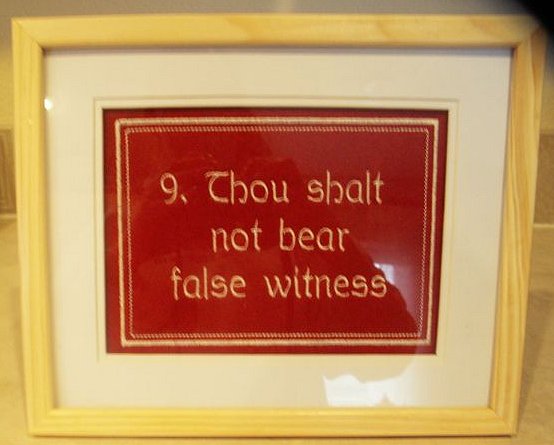 9. Thou shalt
not bear
false witness